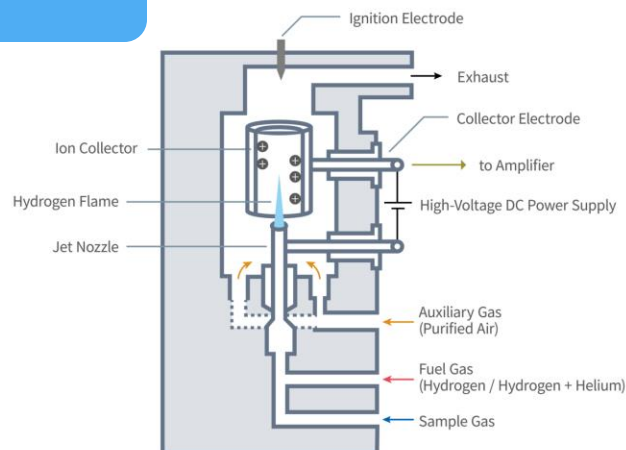 Ignition Electrode
Exhaust
Collector Electrode
Ion Collector
to Amplifier
Hydrogen Flame
High-Voltage DC Power Supply
Jet Nozzle
Auxiliary Gas
(Purified Air)
Fuel Gas
(Hydrogen / Hydrogen + Helium)
Sample Gas